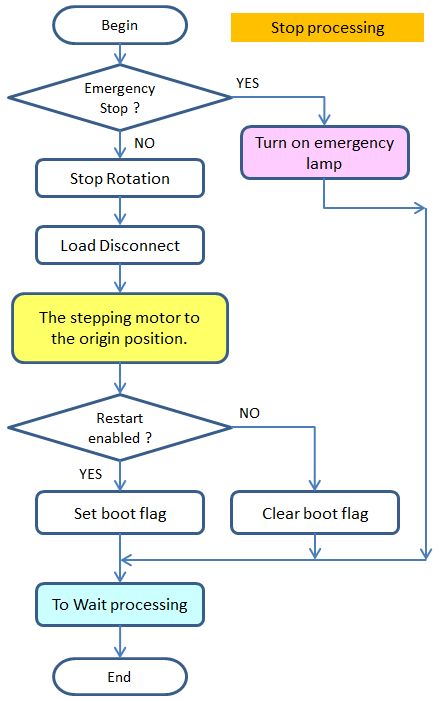 Begin
Stop processing
Emergency
Stop ?
YES
NO
Turn on emergency
lamp
Stop Rotation
Load Disconnect
The stepping motor to
the origin position.
Restart
enabled ?
NO
YES
Set boot flag
Clear boot flag
To Wait processing
End